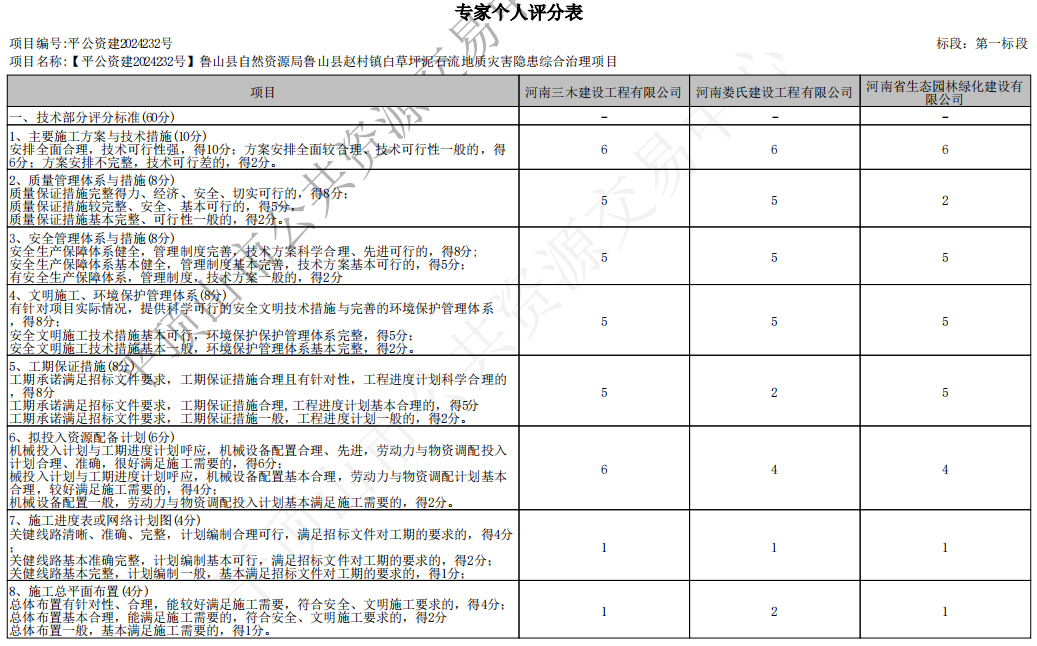 专家个人评分表
项目编号:平公资建2024232号
标段: 第一标段
项目名称:【平公资建2024232号】鲁山县自然资源局鲁山县赵村镇白草坪泥石流地质灾害隐患综合治理项目
项目 河南三木建设工程有限公司 河南娄氏建设工程有限公司 河南省生态园林绿化建设有
限公司
一、技术部分评分标准(60分) - - -
1、主要施工方案与技术措施(10分)
安排全面合理，技术可行性强，得10分；方案安排全面较合理，技术可行性一般的，得
6分；方案安排不完整，技术可行差的，得2分。
6 6 6
2、质量管理体系与措施(8分)
质量保证措施完整得力、经济、安全、切实可行的，得8分；
质量保证措施较完整、安全、基本可行的，得5分，
质量保证措施基本完整、可行性一般的，得2分。
5 5 2
3、安全管理体系与措施(8分)
安全生产保障体系健全，管理制度完善，技术方案科学合理、先进可行的，得8分；
安全生产保障体系基本健全，管理制度基本完善，技术方案基本可行的，得5分；
有安全生产保障体系，管理制度，技术方案一般的，得2分
5 5 5
4、文明施工、环境保护管理体系(8分)
有针对项目实际情况，提供科学可行的安全文明技术措施与完善的环境保护管理体系
，得8分；
安全文明施工技术措施基本可行，环境保护保护管理体系完整，得5分；
安全文明施工技术措施基本一般，环境保护管理体系基本完整，得2分。
5 5 5
5、工期保证措施(8分)
工期承诺满足招标文件要求，工期保证措施合理且有针对性，工程进度计划科学合理的
，得8分
工期承诺满足招标文件要求，工期保证措施合理,工程进度计划基本合理的，得5分
工期承诺满足招标文件要求，工期保证措施一般，工程进度计划一般的，得2分。
5 2 5
6、拟投入资源配备计划(6分)
机械投入计划与工期进度计划呼应，机械设备配置合理、先进，劳动力与物资调配投入
计划合理、准确，很好满足施工需要的，得6分；
械投入计划与工期进度计划呼应，机械设备配置基本合理，劳动力与物资调配计划基本
合理，较好满足施工需要的，得4分；
机械设备配置一般，劳动力与物资调配投入计划基本满足施工需要的，得2分。
6 4 4
7、施工进度表或网络计划图(4分)
关键线路清晰、准确、完整，计划编制合理可行，满足招标文件对工期的要求的，得4分
；
关健线路基本准确完整，计划编制基本可行，满足招标文件对工期的要求的，得2分；
关健线路基本完整，计划编制一般，基本满足招标文件对工期的要求的，得1分；
1 1 1
8、施工总平面布置(4分)
总体布置有针对性、合理，能较好满足施工需要，符合安全、文明施工要求的，得4分；
总体布置基本合理，能满足施工需要的，符合安全、文明施工要求的，得2分
总体布置一般，基本满足施工需要的，得1分。
1 2 1
平顶山市公共资源交易中心
平顶山市公共资源交易中心